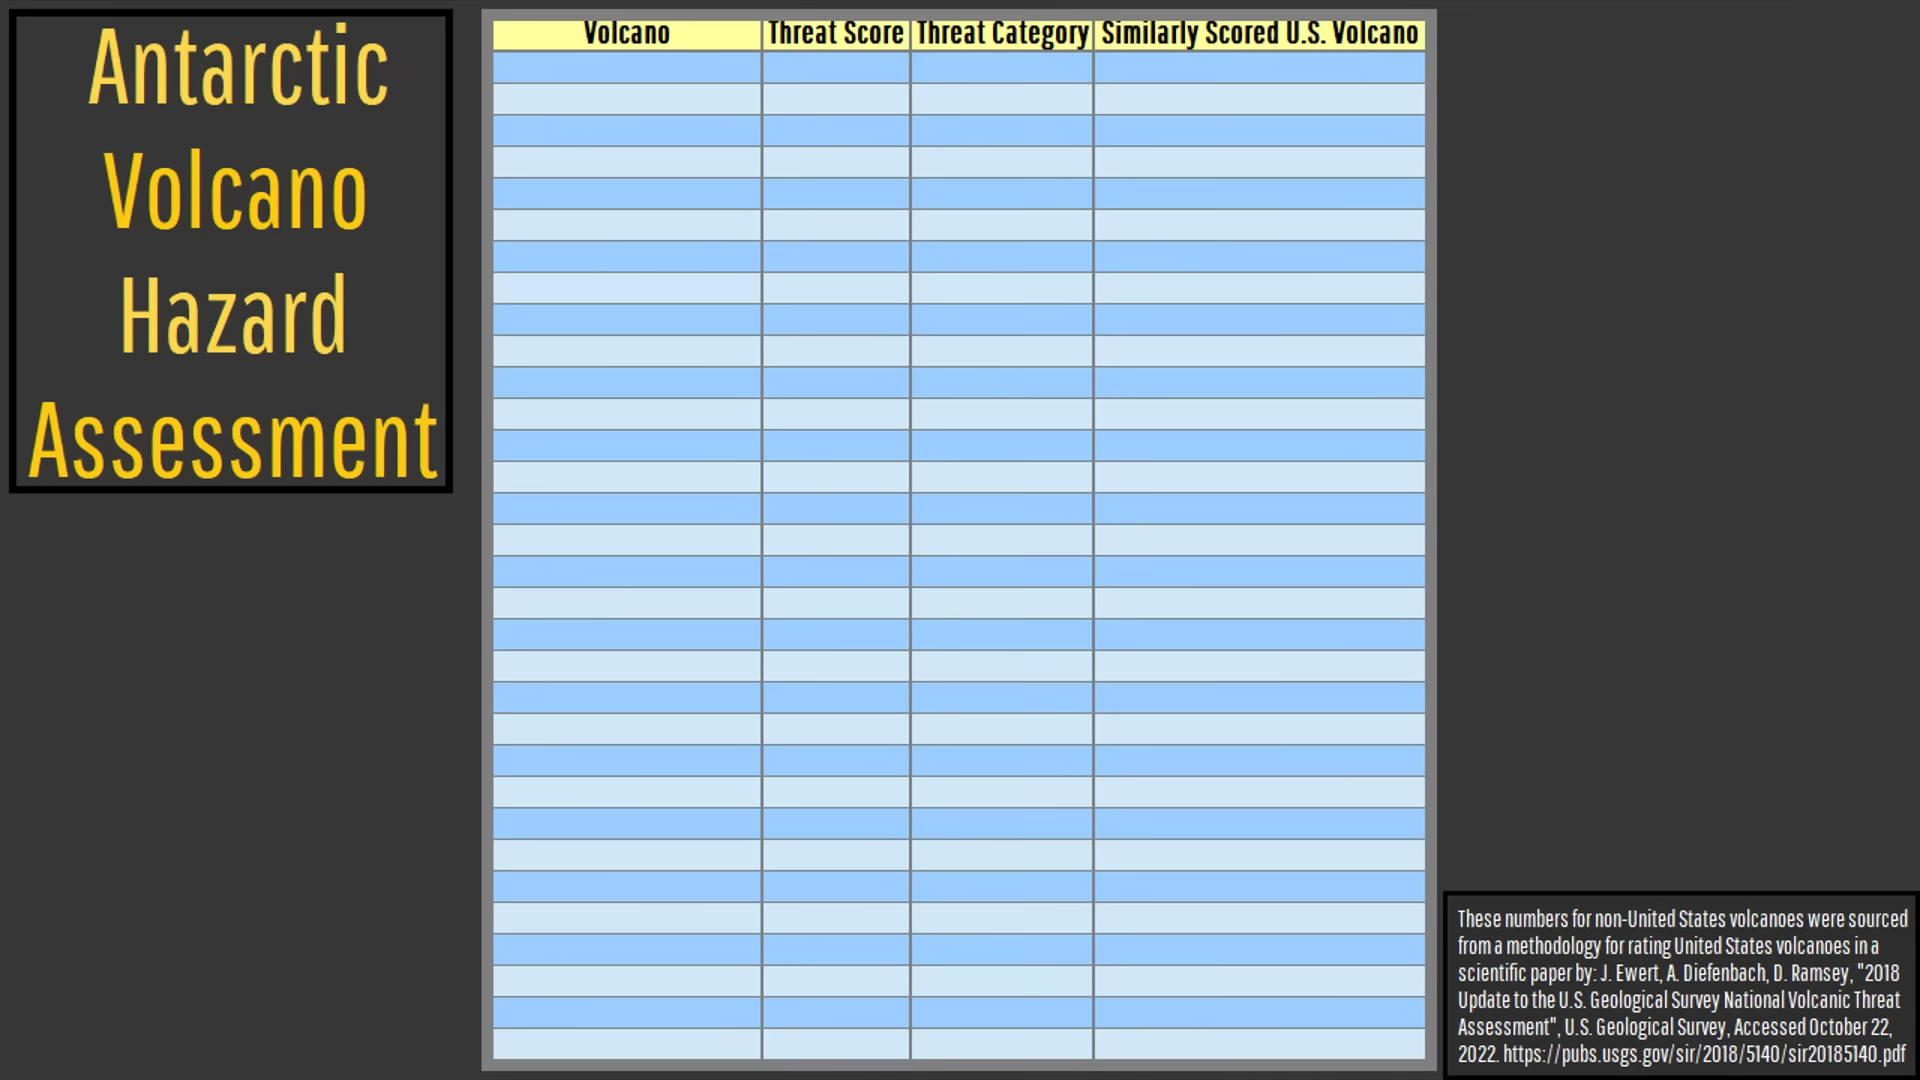 Antarctic
Volcano
Hazard
Assessment
Volcano Threat Score Threat Category Similarly Scored U.S. Volcano
These numbers for non-United States volcanoes were sourced
from a methodology for rating United States volcanoes in a
scientific paper by: J. Ewert, A. Diefenbach, D. Ramsey, "2018
Update to the U.S. Geological Survey National Volcanic Threat
Assessment", U.S. Geological Survey, Accessed October 22,
2022. https://pubs.usgs.gov/sir/2018/5140/sir20185140.pdf